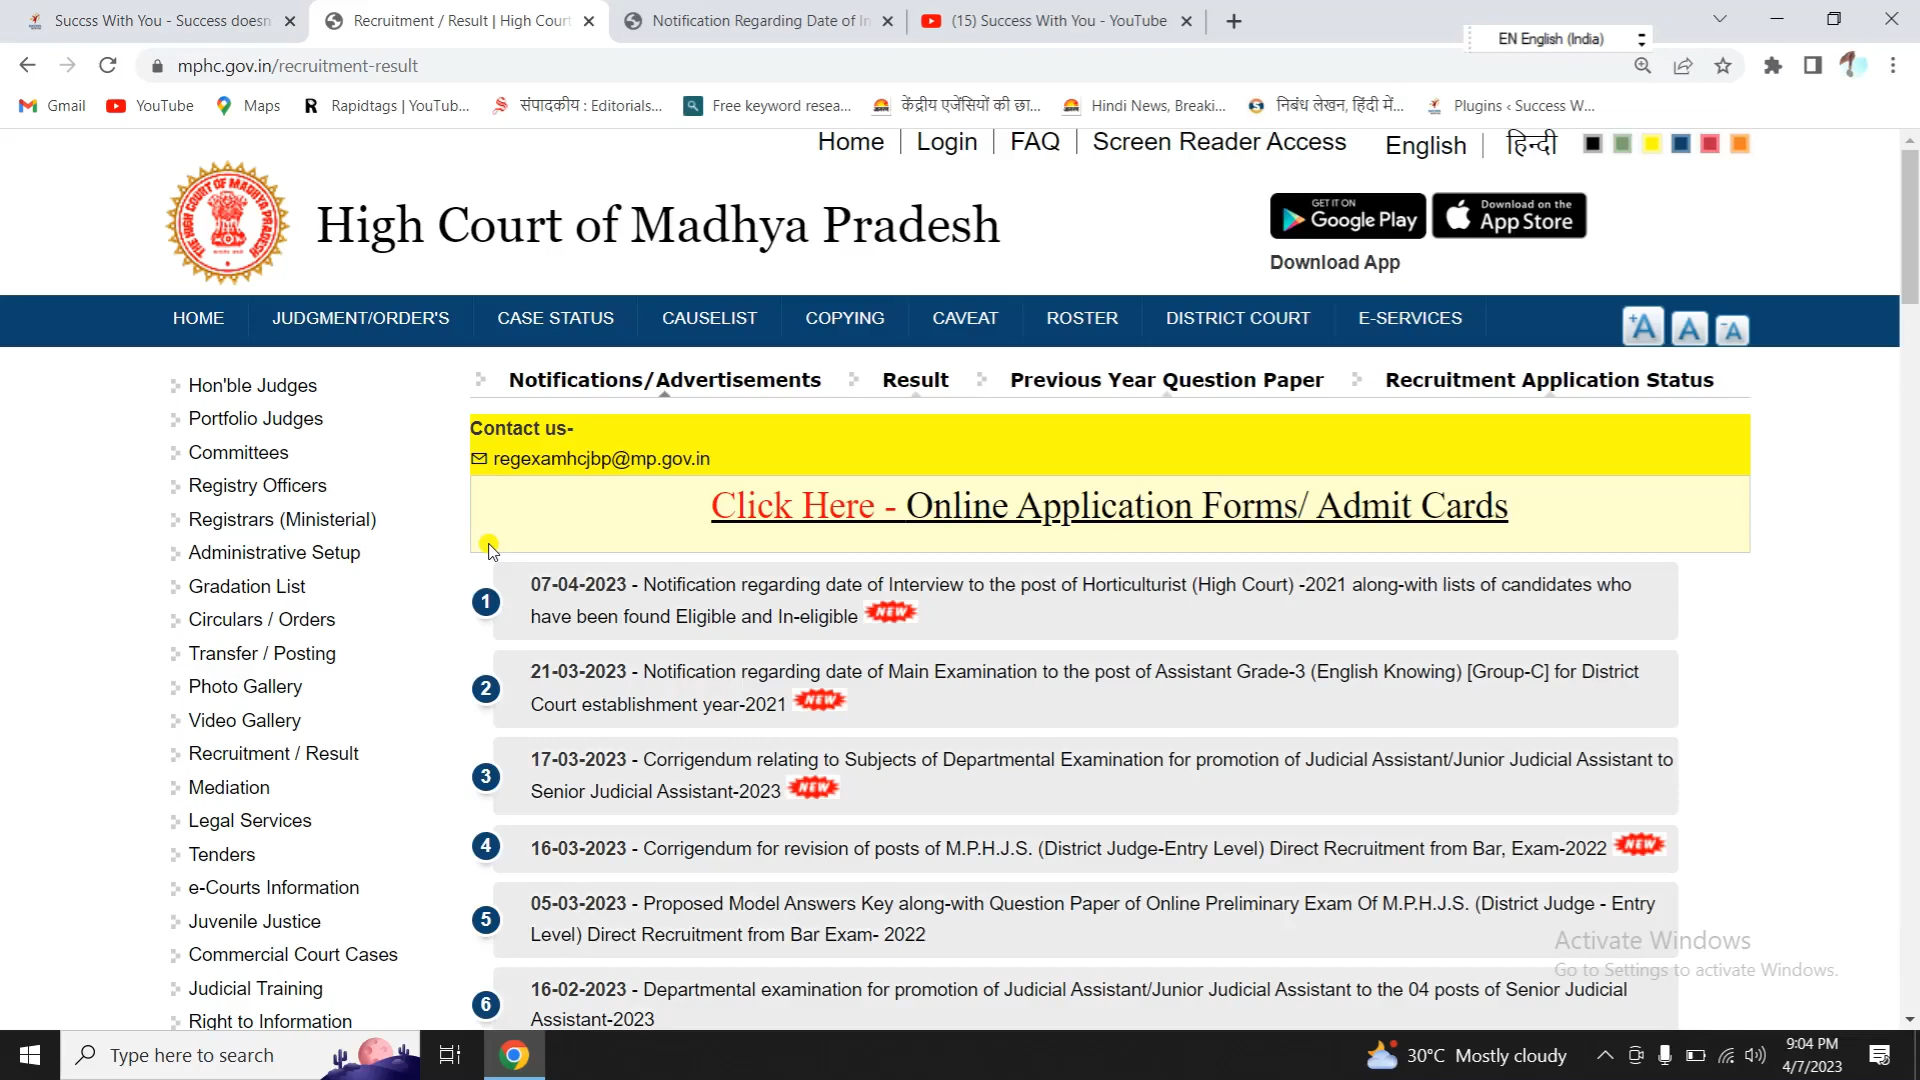 Succss With You - Success doesn
Recruitment / Result | High Court
Notification Regarding Date of In
(15) Success With You - YouTube
EN English (India)
mphc.gov.in/recruitment-result
Gmail
YouTube
Maps
Rapidtags | YouTub...
संपादकीय : Editorials...
Free keyword resea...
केंद्रीय एजेंसियों की छा...
Hindi News, Breaki...
निबंध लेखन, हिंदी में...
Plugins ‹ Success W...
Home
Login
FAQ
Screen Reader Access
English
हिन्दी
THE HIGH COURT OF MADHYA PRADESH
High Court of Madhya Pradesh
GET IT ON
Google Play
Download on the
App Store
Download App
HOME
JUDGMENT/ORDER'S
CASE STATUS
CAUSELIST
COPYING
CAVEAT
ROSTER
DISTRICT COURT
E-SERVICES
+A
A
-A
Hon'ble Judges
Portfolio Judges
Committees
Registry Officers
Registrars (Ministerial)
Administrative Setup
Gradation List
Circulars / Orders
Transfer / Posting
Photo Gallery
Video Gallery
Recruitment / Result
Mediation
Legal Services
Tenders
e-Courts Information
Juvenile Justice
Commercial Court Cases
Judicial Training
Right to Information
Notifications/Advertisements
Result
Previous Year Question Paper
Recruitment Application Status
Contact us-
regexamhcjbp@mp.gov.in
Click Here - Online Application Forms/ Admit Cards
1
07-04-2023 - Notification regarding date of Interview to the post of Horticulturist (High Court) -2021 along-with lists of candidates who
have been found Eligible and In-eligible NEW
2
21-03-2023 - Notification regarding date of Main Examination to the post of Assistant Grade-3 (English Knowing) [Group-C] for District
Court establishment year-2021 NEW
3
17-03-2023 - Corrigendum relating to Subjects of Departmental Examination for promotion of Judicial Assistant/Junior Judicial Assistant to
Senior Judicial Assistant-2023 NEW
4
16-03-2023 - Corrigendum for revision of posts of M.P.H.J.S. (District Judge-Entry Level) Direct Recruitment from Bar, Exam-2022 NEW
5
05-03-2023 - Proposed Model Answers Key along-with Question Paper of Online Preliminary Exam Of M.P.H.J.S. (District Judge - Entry
Level) Direct Recruitment from Bar Exam- 2022
6
16-02-2023 - Departmental examination for promotion of Judicial Assistant/Junior Judicial Assistant to the 04 posts of Senior Judicial
Assistant-2023
Activate Windows
Go to Settings to activate Windows.
Type here to search
30°C Mostly cloudy
9:04 PM
4/7/2023